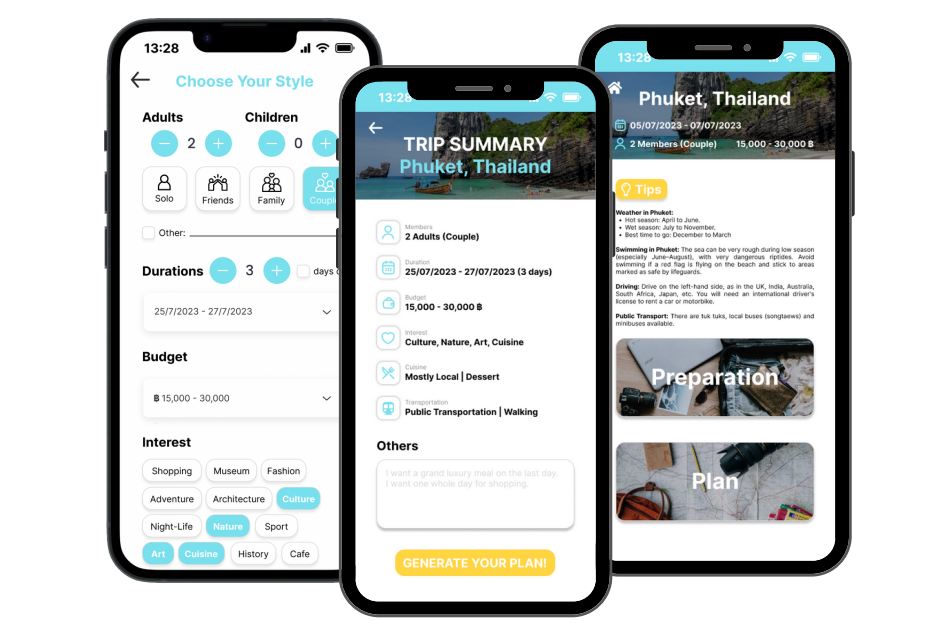 13:28
Choose Your Style
Adults
Children
2
0
Solo
Friends
Family
Other:
Durations
3
days
25/7/2023 - 27/7/2023
Budget
฿ 15,000 - 30,000
Interest
Shopping
Museum
Fashion
Adventure
Architecture
Culture
Night-Life
Nature
Sport
Art
Cuisine
History
Cafe
13:28
TRIP SUMMARY
Phuket, Thailand
Members
2 Adults (Couple)
Duration
25/07/2023 - 27/07/2023 (3 days)
Budget
15,000 - 30,000 ฿
Interest
Culture, Nature, Art, Cuisine
Cuisine
Mostly Local | Dessert
Transportation
Public Transportation | Walking
Others
I want a grand luxury meal on the last day.
I want one whole day for shopping.
GENERATE YOUR PLAN!
13:28
Phuket, Thailand
05/07/2023 - 07/07/2023
2 Members (Couple)
15,000 - 30,000 ฿
Tips
Weather in Phuket:
• Hot season: April to June.
• Wet season: July to November.
• Best time to go: December to March
Swimming in Phuket: The sea can be very rough during low season
(especially June–August), with very dangerous riptides. Avoid
swimming if a red flag is flying on the beach and stick to areas
marked as safe by lifeguards.
Driving: Drive on the left-hand side, as in the UK, India, Australia,
South Africa, Japan, etc. You will need an international driver's
license to rent a car or motorbike.
Public Transport: There are tuk tuks, local buses (songtaews) and
minibuses available.
Preparation
Plan